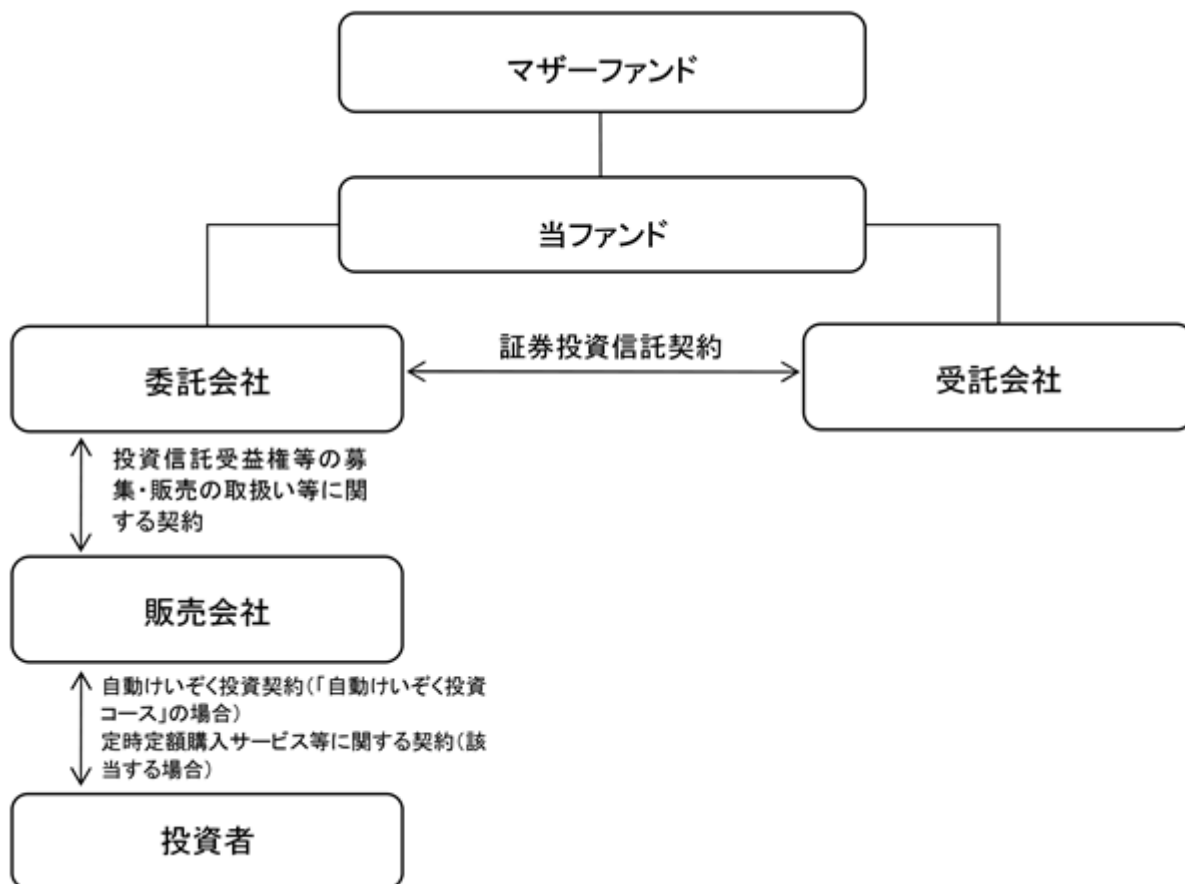 マザーファンド
当ファンド
証券投資信託契約
委託会社
受託会社
投資信託受益権等の募
集・販売の取扱い等に関
する契約
販売会社
自動けいぞく投資契約(「自動けいぞく投資
コース」の場合)
定時定額購入サービス等に関する契約(該
当する場合)
投資者